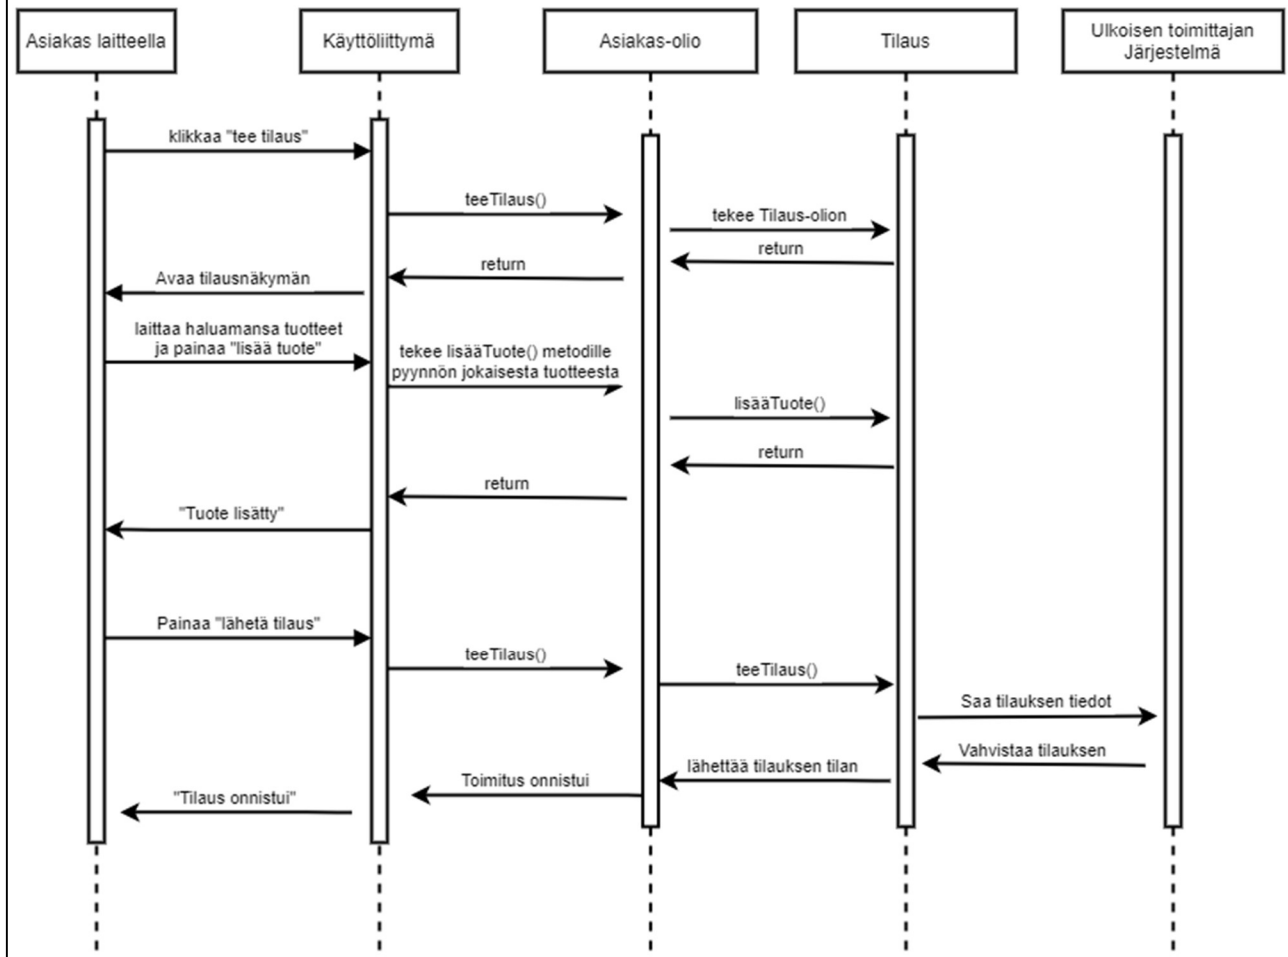 Asiakas laitteella
Käyttöliittymä
Asiakas-olio
Tilaus
Ulkoisen toimittajan
Järjestelmä
klikkaa "tee tilaus"
teeTilaus()
tekee Tilaus-olion
return
return
Avaa tilausnäkymän
laittaa haluamansa tuotteet
ja painaa "lisää tuote"
tekee lisääTuote() metodille
pyynnön jokaisesta tuotteesta
lisääTuote()
return
return
"Tuote lisätty"
Painaa "lähetä tilaus"
teeTilaus()
teeTilaus()
Saa tilauksen tiedot
Vahvistaa tilauksen
lähettää tilauksen tilan
Toimitus onnistui
"Tilaus onnistui"